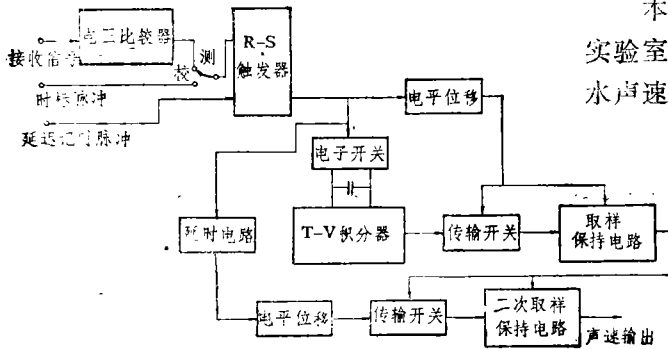 本
实验室
水声速
电压比较器
接收信号
测
校
R-S
触发器
时标脉冲
延迟记时脉冲
电平位移
电子开关
延时电路
T-V积分器
传输开关
取样
保持电路
电平位移
传输开关
二次取样
保持电路
声速输出